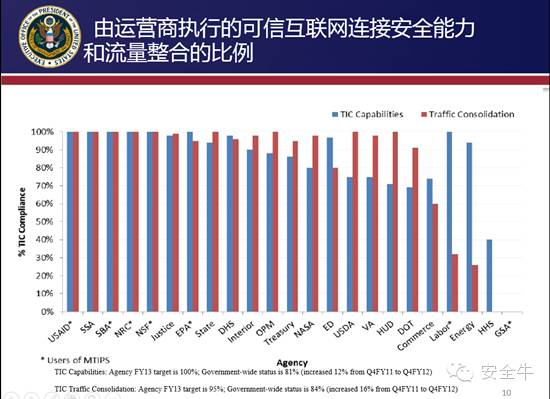 由运营商执行的可信互联网连接安全能力
和流量整合的比例
EXECUTIVE OFFICE OF THE PRESIDENT
UNITED STATES
TIC Capabilities
Traffic Consolidation
100%
90%
80%
70%
60%
50%
40%
30%
20%
10%
0%
% TIC Compliance
USAID*
SSA
SBA*
NRC*
NSF*
Justice
EPA*
State
DHS
Interior
OPM
Treasury
NASA
ED
USDA
VA
HUD
DOT
Commerce
Labor*
Energy
HHS
GSA*
* Users of MTIPS
Agency
TIC Capabilities: Agency FY13 target is 100%; Government-wide status is 81% (increased 12% from Q4FY11 to Q4FY12)
TIC Traffic Consolidation: Agency FY13 target is 95%; Government-wide status is 84% (increased 16% from Q4FY11 to Q4FY12)
安全牛
10